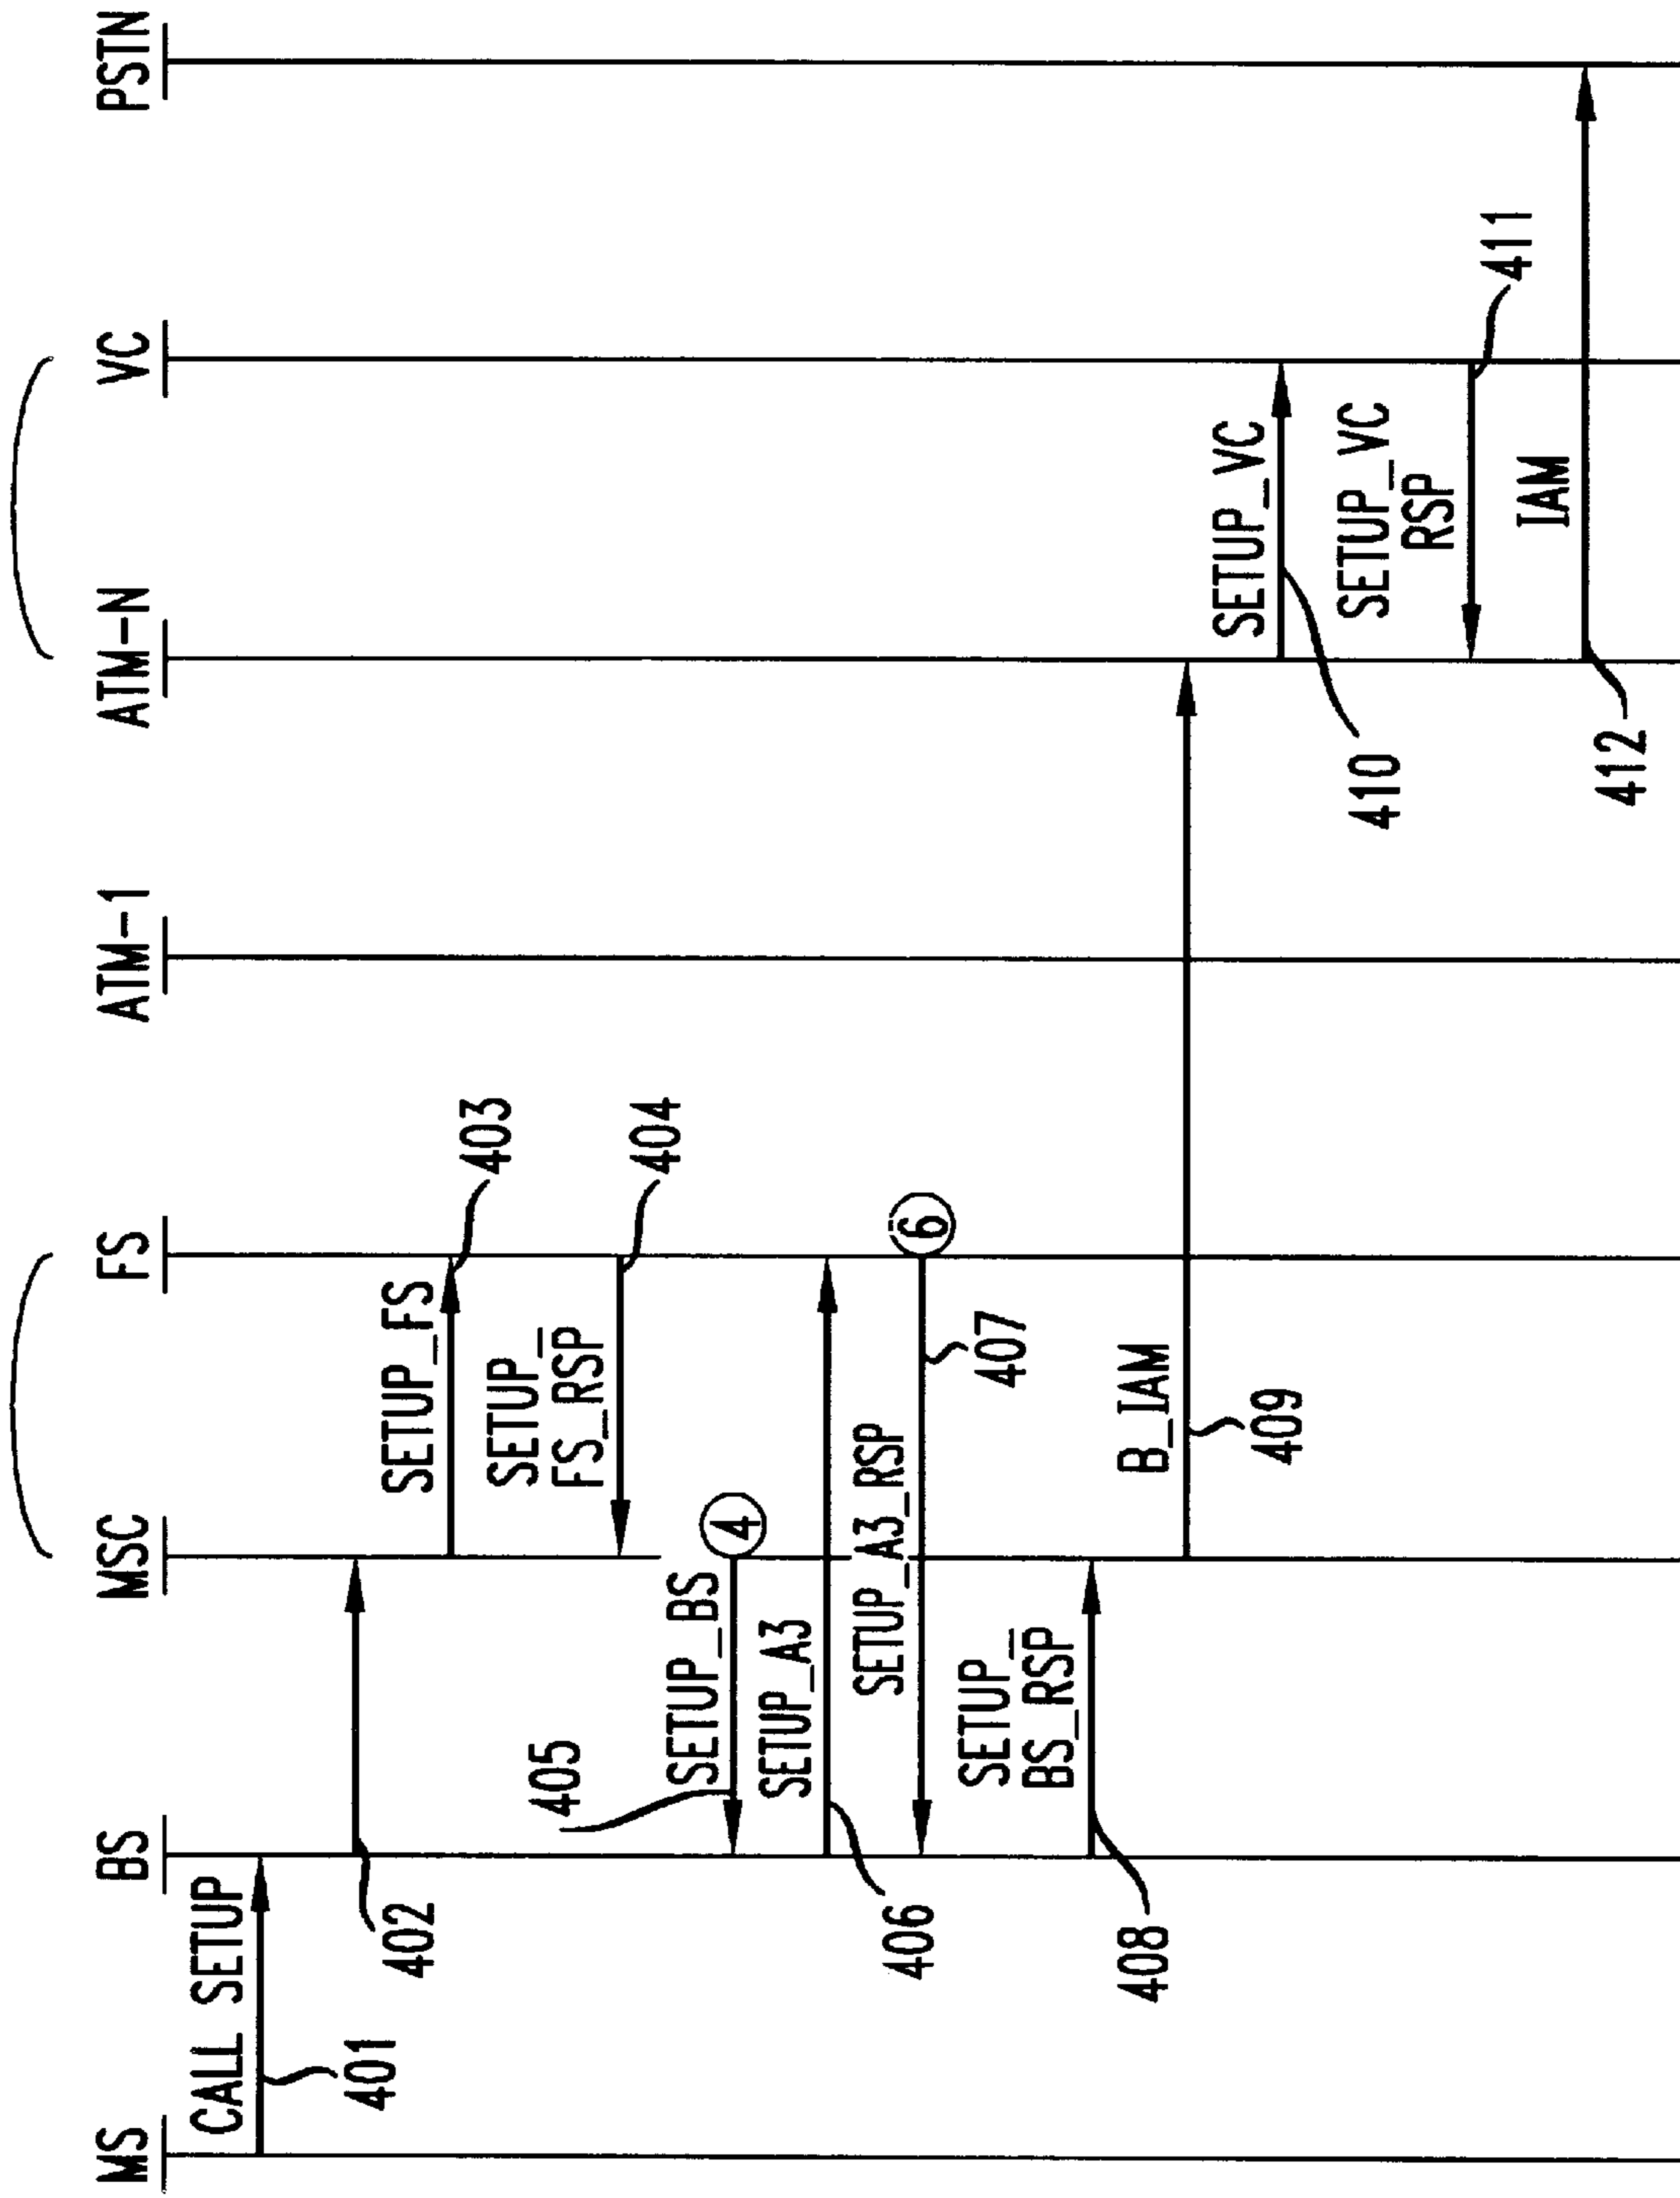 MS
BS
MSC
FS
ATM-1
ATM-N
VC
PSTN
CALL SETUP
401
402
SETUP_FS
403
SETUP_
FS_RSP
404
405
SETUP_BS
4
SETUP_A3
406
SETUP_A3_RSP
6
407
SETUP_
BS_RSP
408
B_IAM
409
SETUP_VC
410
SETUP_VC
RSP
411
IAM
412